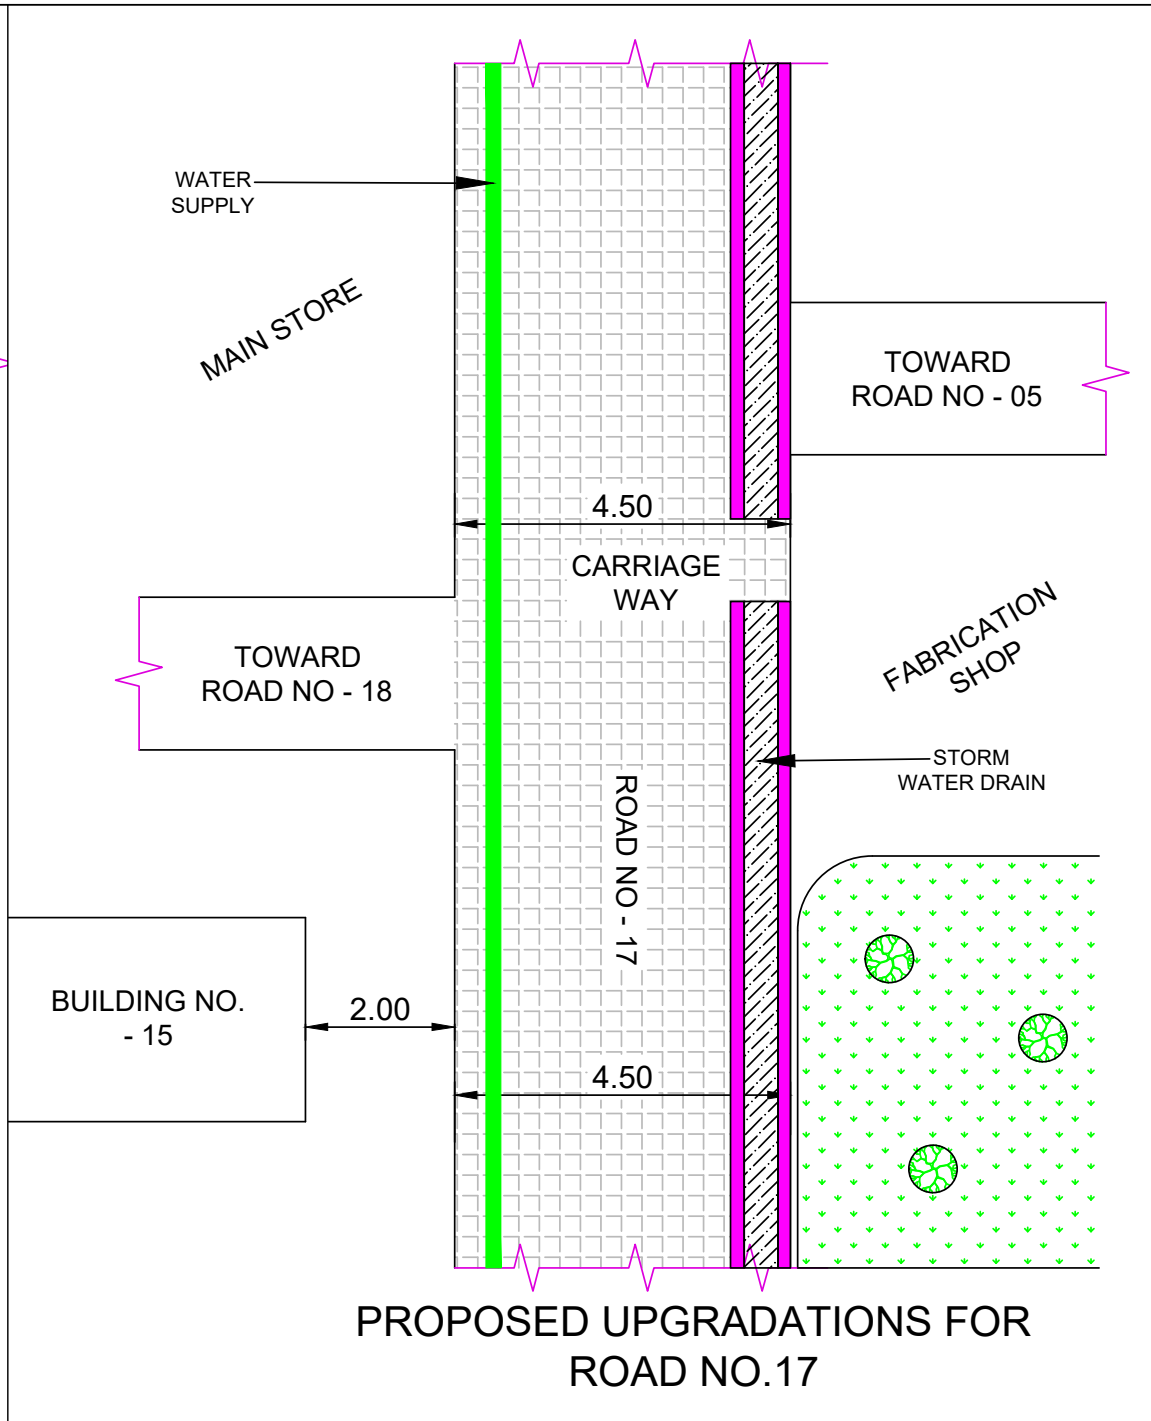 WATER
SUPPLY
MAIN STORE
TOWARD
ROAD NO - 05
4.50
CARRIAGE
WAY
TOWARD
ROAD NO - 18
FABRICATION
SHOP
STORM
WATER DRAIN
ROAD NO - 17
BUILDING NO.
- 15
2.00
4.50
PROPOSED UPGRADATIONS FOR
ROAD NO.17